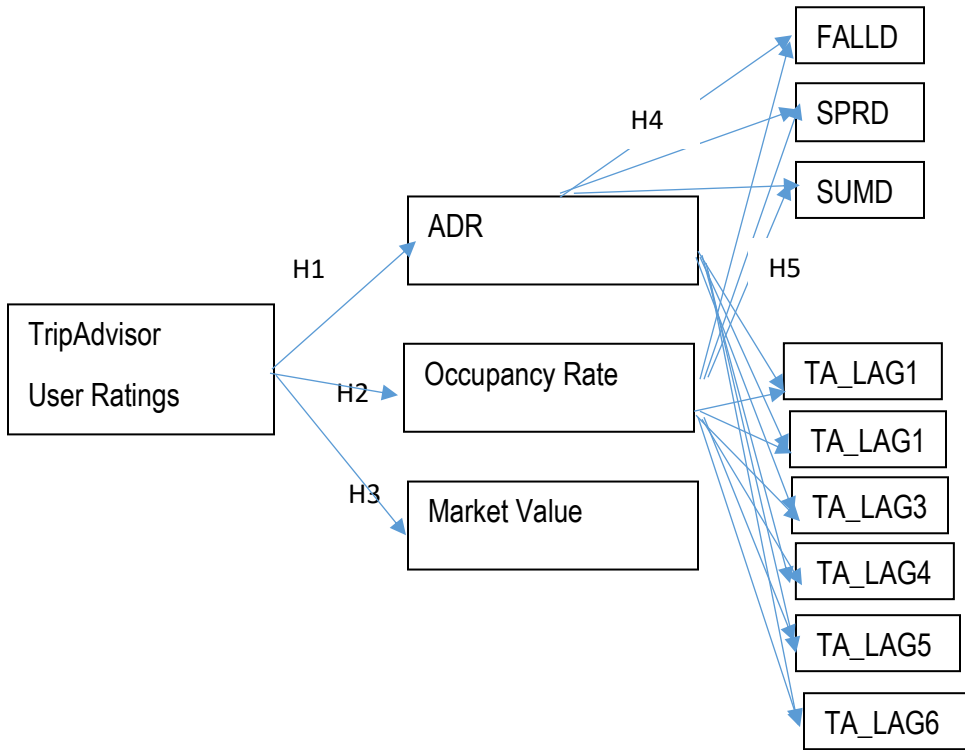 FALLD
H4
SPRD
SUMD
ADR
H1
H5
TripAdvisor
User Ratings
H2
Occupancy Rate
TA_LAG1
TA_LAG1
H3
Market Value
TA_LAG3
TA_LAG4
TA_LAG5
TA_LAG6